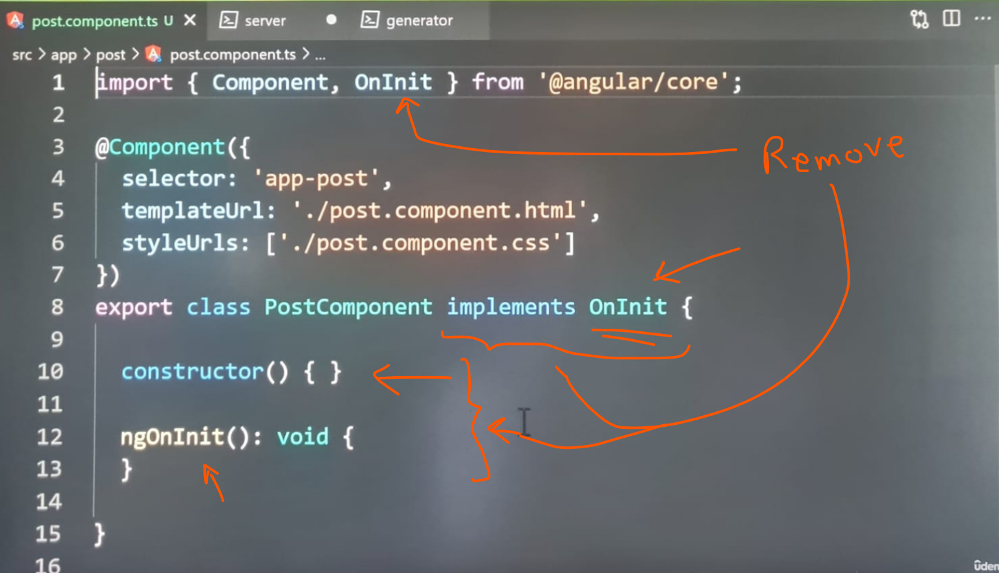 post.component.ts U
server
generator
src > app > post > post.component.ts > ...
1 import { Component, OnInit } from '@angular/core';
2
3 @Component({
Remove
4 selector: 'app-post',
5 templateUrl: './post.component.html',
6 styleUrls: ['./post.component.css']
7 })
8 export class PostComponent implements OnInit {
9
10 constructor() { }
11
12 ngOnInit(): void {
13 }
14
15 }
16